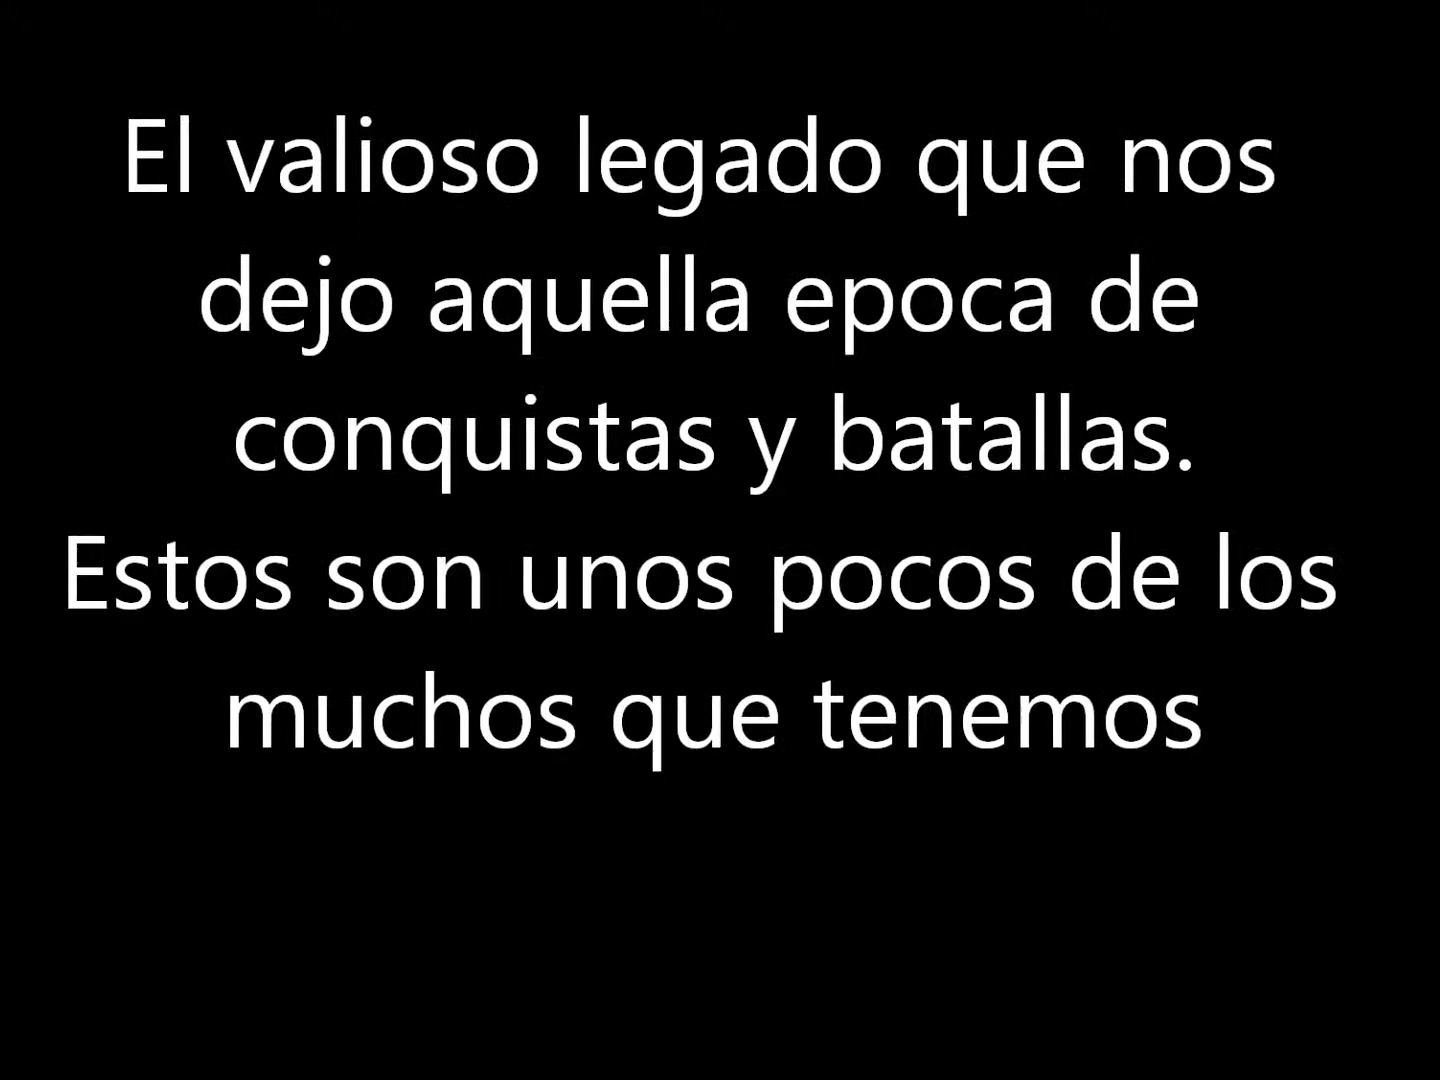 El valioso legado que nos
dejo aquella epoca de
conquistas y batallas.
Estos son unos pocos de los
muchos que tenemos